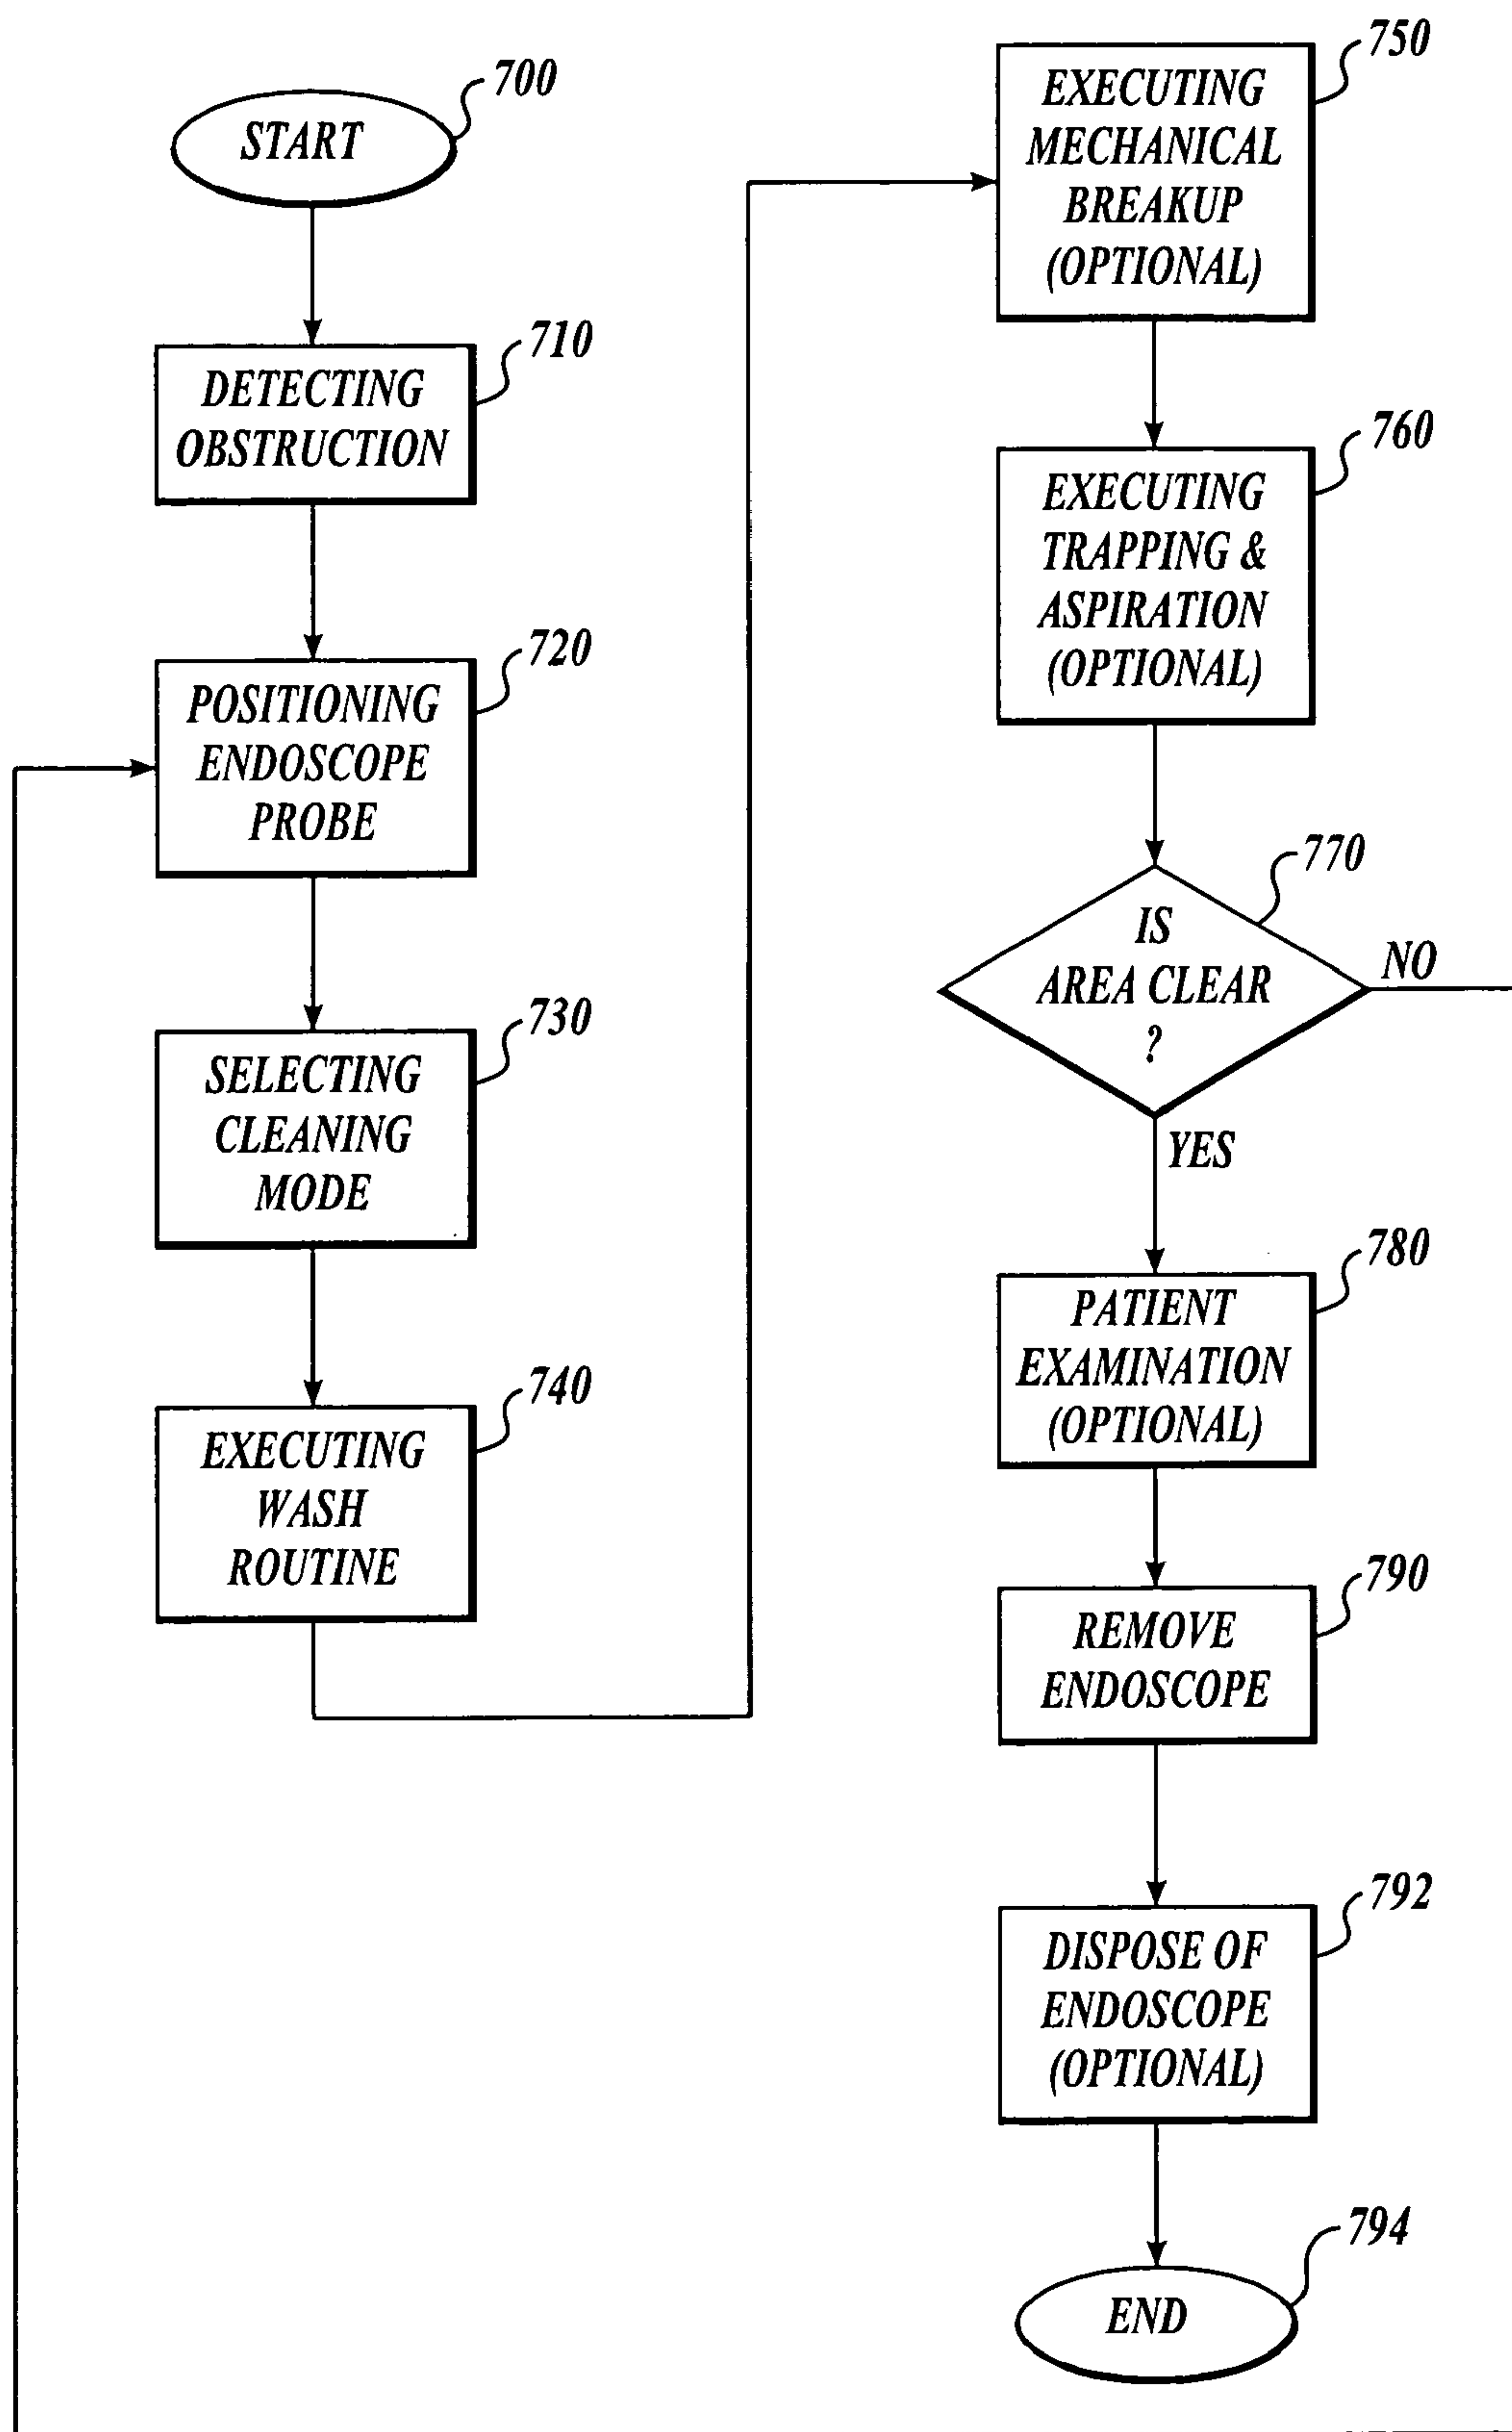 700
START
710
DETECTING
OBSTRUCTION
720
POSITIONING
ENDOSCOPE
PROBE
730
SELECTING
CLEANING
MODE
740
EXECUTING
WASH
ROUTINE
750
EXECUTING
MECHANICAL
BREAKUP
(OPTIONAL)
760
EXECUTING
TRAPPING &
ASPIRATION
(OPTIONAL)
770
IS
AREA CLEAR
?
NO
YES
780
PATIENT
EXAMINATION
(OPTIONAL)
790
REMOVE
ENDOSCOPE
792
DISPOSE OF
ENDOSCOPE
(OPTIONAL)
794
END